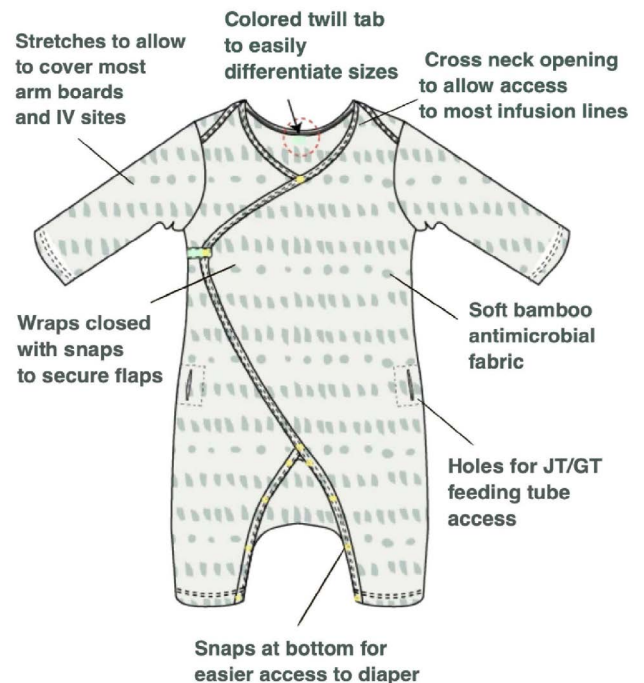 Colored twill tab
to easily
differentiate sizes
Stretches to allow
to cover most
arm boards
and IV sites
Cross neck opening
to allow access
to most infusion lines
Wraps closed
with snaps
to secure flaps
Soft bamboo
antimicrobial
fabric
Holes for JT/GT
feeding tube
access
Snaps at bottom for
easier access to diaper